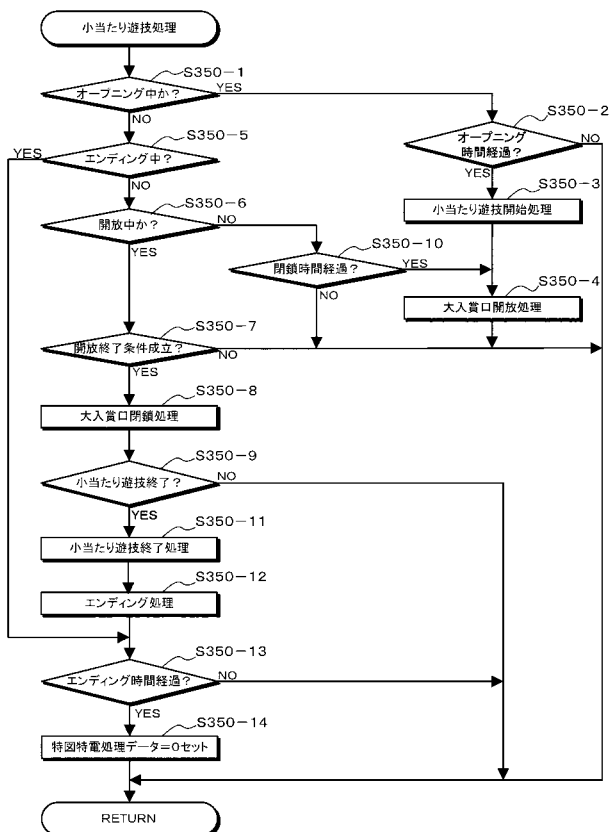 小当たり遊技処理
S350-1
オープニング中か?
YES
NO
S350-2
オープニング
時間経過?
NO
YES
S350-3
小当たり遊技開始処理
S350-5
YES
エンディング中?
NO
S350-6
開放中か?
NO
YES
S350-10
閉鎖時間経過?
YES
NO
S350-4
大入賞口開放処理
S350-7
開放終了条件成立?
NO
YES
S350-8
大入賞口閉鎖処理
S350-9
小当たり遊技終了?
NO
YES
S350-11
小当たり遊技終了処理
S350-12
エンディング処理
S350-13
エンディング時間経過?
NO
YES
S350-14
特図特電処理データ=0セット
RETURN